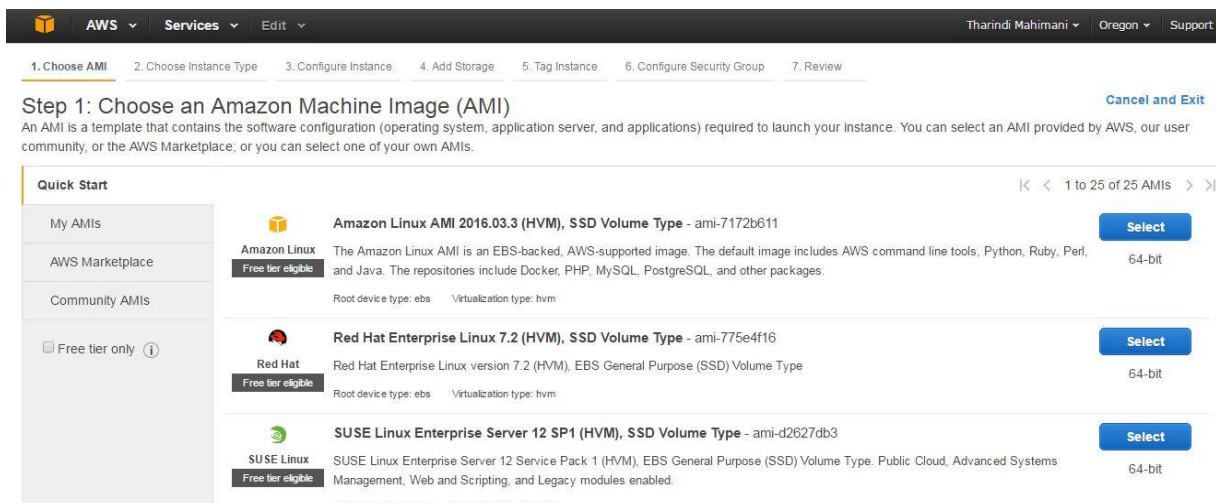 AWS Services Edit Tharindi Mahimani Oregon Support
1. Choose AMI 2. Choose Instance Type 3. Configure Instance 4. Add Storage 5. Tag Instance 6. Configure Security Group 7. Review
Step 1: Choose an Amazon Machine Image (AMI)
Cancel and Exit
An AMI is a template that contains the software configuration (operating system, application server, and applications) required to launch your instance. You can select an AMI provided by AWS, our user
community, or the AWS Marketplace; or you can select one of your own AMIs.
Quick Start
1 to 25 of 25 AMIs
My AMIs
AWS Marketplace
Community AMIs
Free tier only
Amazon Linux
Free tier eligible
Amazon Linux AMI 2016.03.3 (HVM), SSD Volume Type - ami-7172b611
The Amazon Linux AMI is an EBS-backed, AWS-supported image. The default image includes AWS command line tools, Python, Ruby, Perl,
and Java. The repositories include Docker, PHP, MySQL, PostgreSQL, and other packages.
Root device type: ebs Virtualization type: hvm
Select
64-bit
Red Hat
Free tier eligible
Red Hat Enterprise Linux 7.2 (HVM), SSD Volume Type - ami-775e4f16
Red Hat Enterprise Linux version 7.2 (HVM), EBS General Purpose (SSD) Volume Type
Root device type: ebs Virtualization type: hvm
Select
64-bit
SUSE Linux
Free tier eligible
SUSE Linux Enterprise Server 12 SP1 (HVM), SSD Volume Type - ami-d2627db3
SUSE Linux Enterprise Server 12 Service Pack 1 (HVM), EBS General Purpose (SSD) Volume Type. Public Cloud, Advanced Systems
Management, Web and Scripting, and Legacy modules enabled.
Select
64-bit